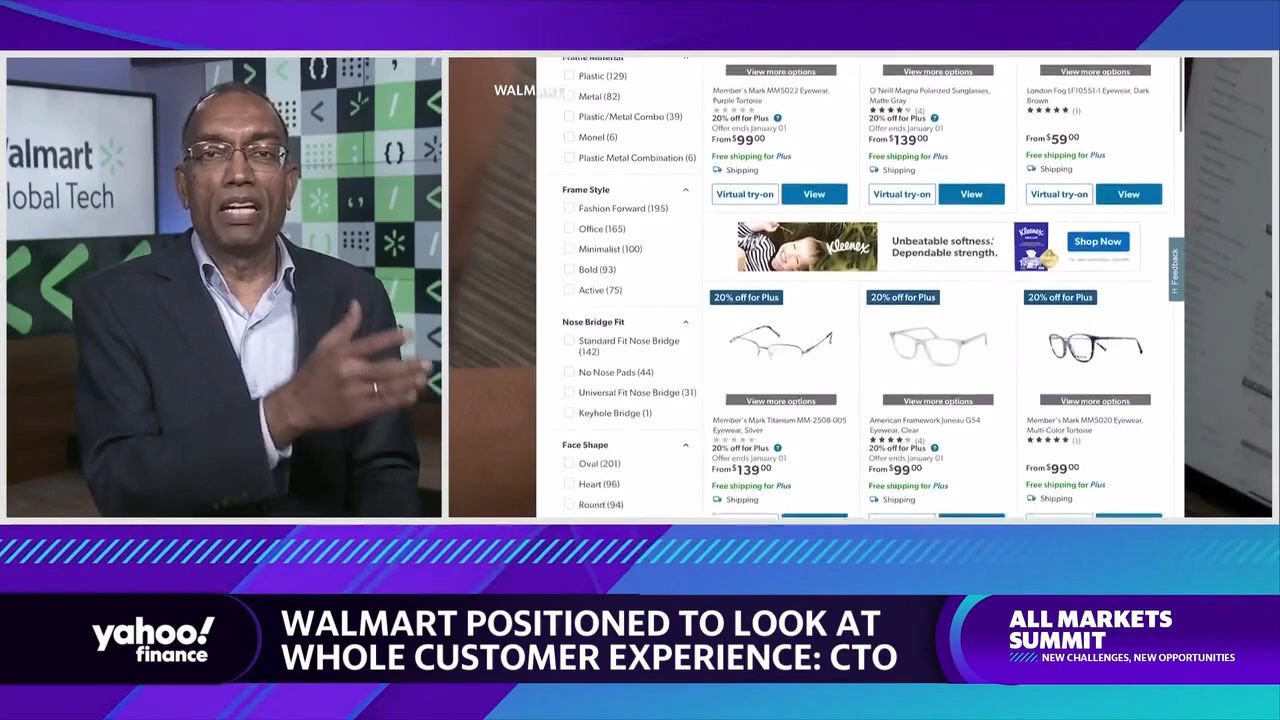 almart
lobal Tech
WALMART
Frame Material
Plastic (129)
Metal (82)
Plastic/Metal Combo (39)
Monel (6)
Plastic Metal Combination (6)
Frame Style
Fashion Forward (195)
Office (165)
Minimalist (100)
Bold (93)
Active (75)
Nose Bridge Fit
Standard Fit Nose Bridge
(142)
No Nose Pads (44)
Universal Fit Nose Bridge (31)
Keyhole Bridge (1)
Face Shape
Oval (201)
Heart (96)
Round (94)
View more options
Member's Mark MM5022 Eyewear,
Purple Tortoise
20% off for Plus
Offer ends January 01
From $99 00
Free shipping for Plus
Shipping
Virtual try-on View
View more options
O'Neill Magna Polarized Sunglasses,
Matte Gray
(4)
20% off for Plus
Offer ends January 01
From $139 00
Free shipping for Plus
Shipping
Virtual try-on View
View more options
London Fog LF10551-1 Eyewear, Dark
Brown
(1)
From $59 00
Free shipping for Plus
Shipping
Virtual try-on View
Kleenex
Unbeatable softness.
Dependable strength.
Kleenex
Shop Now
Feedback
20% off for Plus
View more options
Member's Mark Titanium MM-2508-005
Eyewear, Silver
20% off for Plus
Offer ends January 01
From $139 00
Free shipping for Plus
Shipping
20% off for Plus
View more options
American Framework Juneau G54
Eyewear, Clear
(4)
20% off for Plus
Offer ends January 01
From $99 00
Free shipping for Plus
Shipping
20% off for Plus
View more options
Member's Mark MM5020 Eyewear,
Multi-Color Tortoise
(1)
From $99 00
Free shipping for Plus
Shipping
yahoo!
finance
WALMART POSITIONED TO LOOK AT
WHOLE CUSTOMER EXPERIENCE: CTO
ALL MARKETS
SUMMIT
NEW CHALLENGES, NEW OPPORTUNITIES